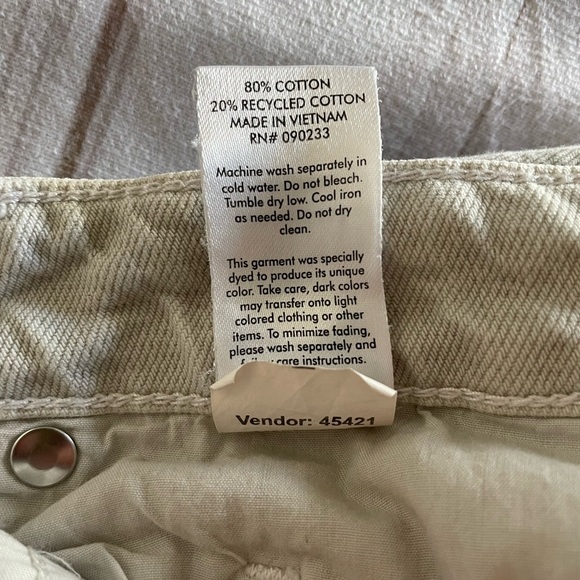 80% COTTON
20% RECYCLED COTTON
MADE IN VIETNAM
RN# 090233
Machine wash separately in
cold water. Do not bleach.
Tumble dry low. Cool iron
as needed. Do not dry
clean.
This garment was specially
dyed to produce its unique
color. Take care, dark colors
may transfer onto light
colored clothing or other
items. To minimize fading,
please wash separately and
care instructions.
Vendor: 45421